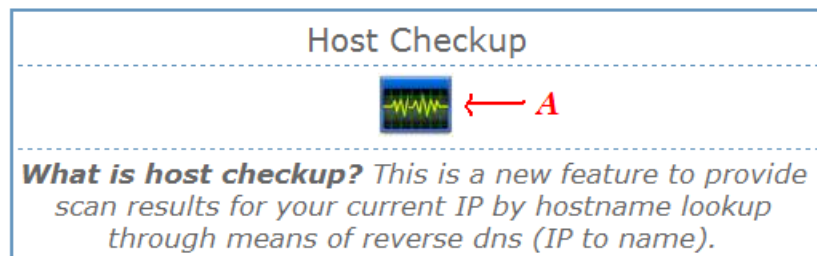 Host Checkup
A
What is host checkup? This is a new feature to provide
scan results for your current IP by hostname lookup
through means of reverse dns (IP to name).